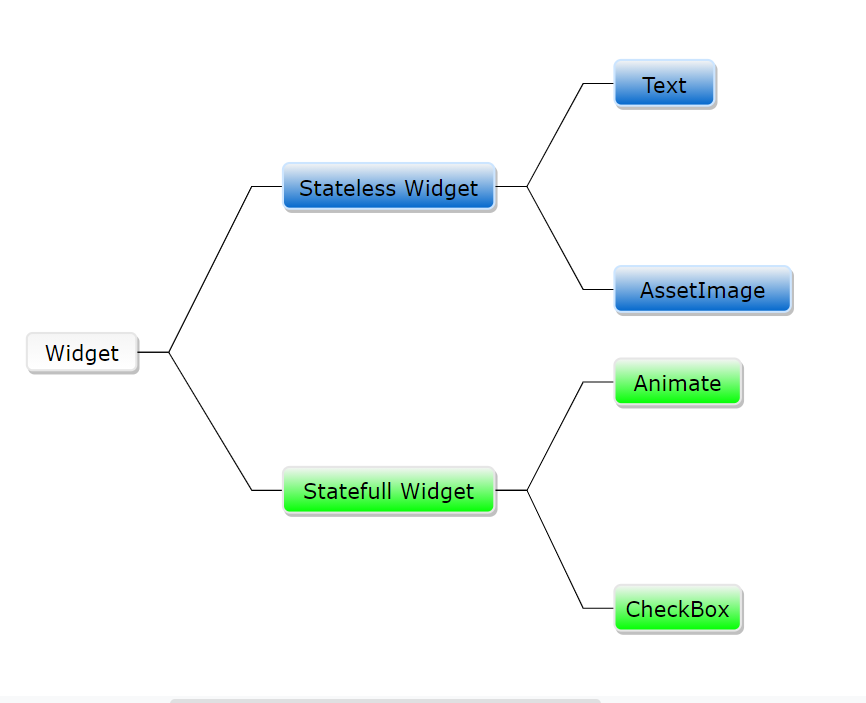 Widget
Stateless Widget
Text
AssetImage
Statefull Widget
Animate
CheckBox